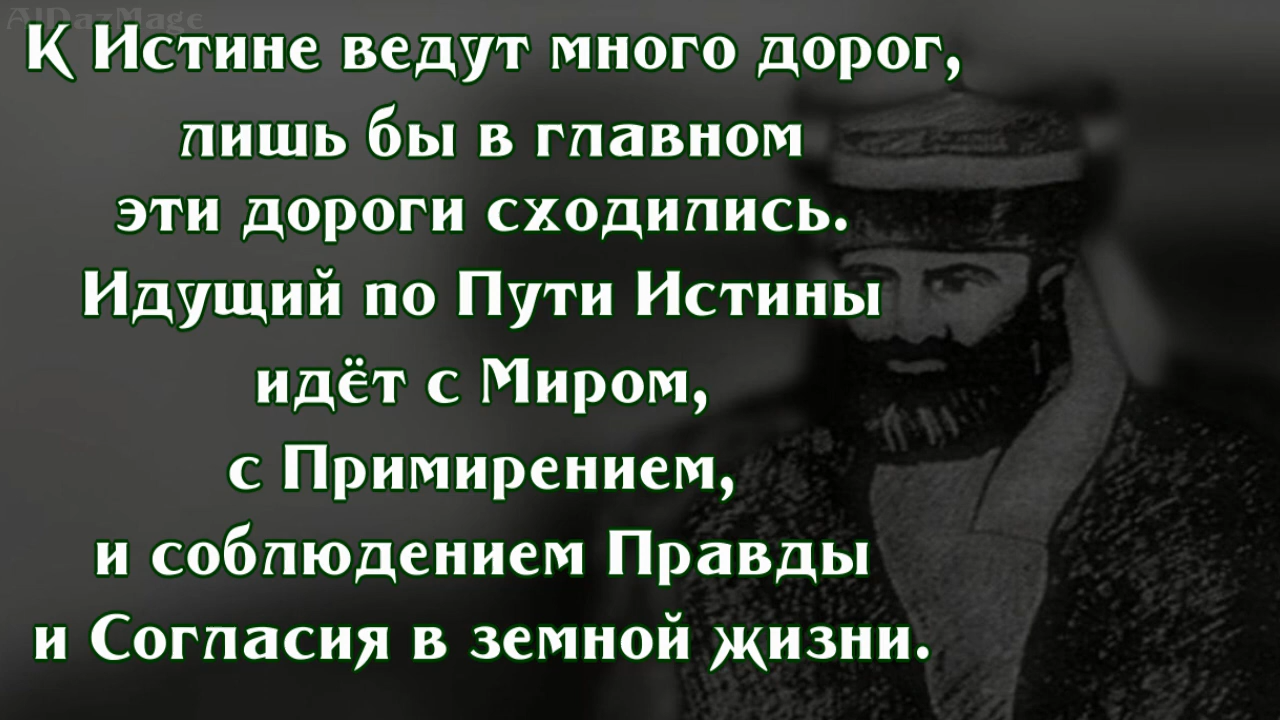 AlDazMage
К Истине ведут много дорог,
лишь бы в главном
эти дороги сходились.
Идущий по Пути Истины
идёт с Миром,
с Примирением,
и соблюдением Правды
и Согласия в земной жизни.